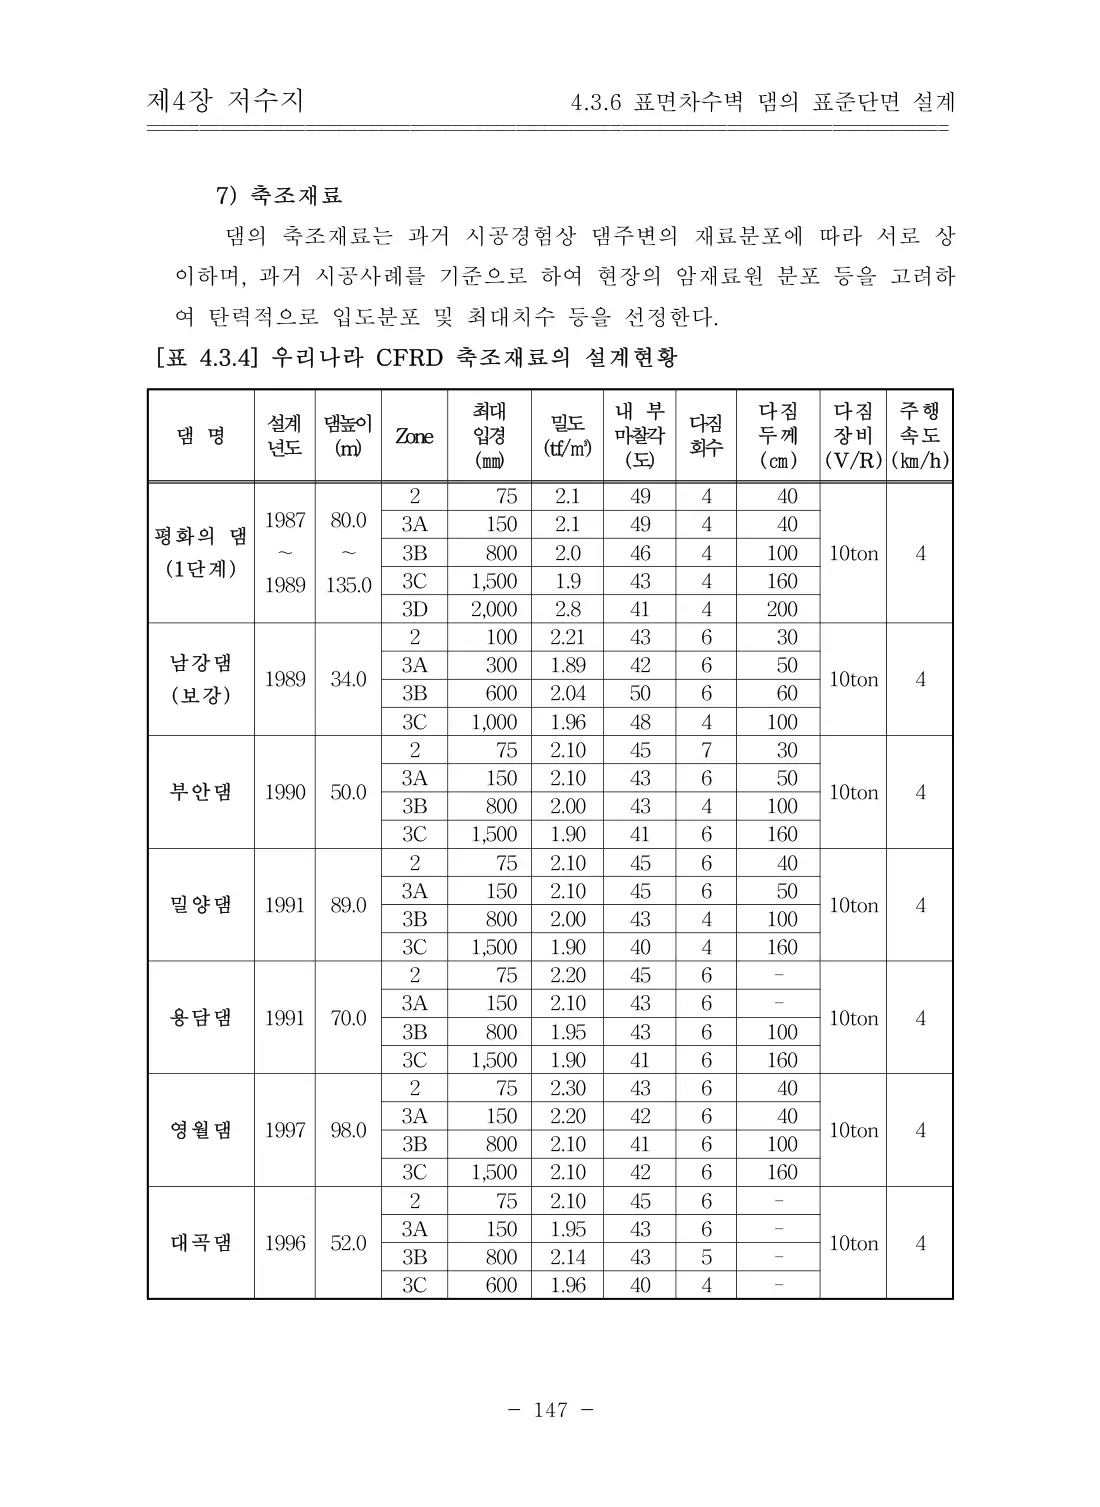 제4장 저수지 4.3.6 표면차수벽 댐의 표준단면 설계
7) 축조재료
댐의 축조재료는 과거 시공경험상 댐주변의 재료분포에 따라 서로 상
이하며, 과거 시공사례를 기준으로 하여 현장의 암재료원 분포 등을 고려하
여 탄력적으로 입도분포 및 최대치수 등을 선정한다.
[표 4.3.4] 우리나라 CFRD 축조재료의 설계현황
댐 명 설계년도 댐높이(m) Zone 최대입경(㎜) 밀도(tf/㎥) 내 부 마찰각(도) 다짐회수 다짐두께(㎝) 다짐장비(V/R) 주행속도(㎞/h)
평화의 댐(1단계) 1987~1989 80.0~135.0 2 75 2.1 49 4 40 10ton 4
3A 150 2.1 49 4 40
3B 800 2.0 46 4 100
3C 1,500 1.9 43 4 160
3D 2,000 2.8 41 4 200
남강댐(보강) 1989 34.0 2 100 2.21 43 6 30 10ton 4
3A 300 1.89 42 6 50
3B 600 2.04 50 6 60
3C 1,000 1.96 48 4 100
부안댐 1990 50.0 2 75 2.10 45 7 30 10ton 4
3A 150 2.10 43 6 50
3B 800 2.00 43 4 100
3C 1,500 1.90 41 6 160
밀양댐 1991 89.0 2 75 2.10 45 6 40 10ton 4
3A 150 2.10 45 6 50
3B 800 2.00 43 4 100
3C 1,500 1.90 40 4 160
용담댐 1991 70.0 2 75 2.20 45 6 - 10ton 4
3A 150 2.10 43 6 -
3B 800 1.95 43 6 100
3C 1,500 1.90 41 6 160
영월댐 1997 98.0 2 75 2.30 43 6 40 10ton 4
3A 150 2.20 42 6 40
3B 800 2.10 41 6 100
3C 1,500 2.10 42 6 160
대곡댐 1996 52.0 2 75 2.10 45 6 - 10ton 4
3A 150 1.95 43 6 -
3B 800 2.14 43 5 -
3C 600 1.96 40 4 -
- 147 -